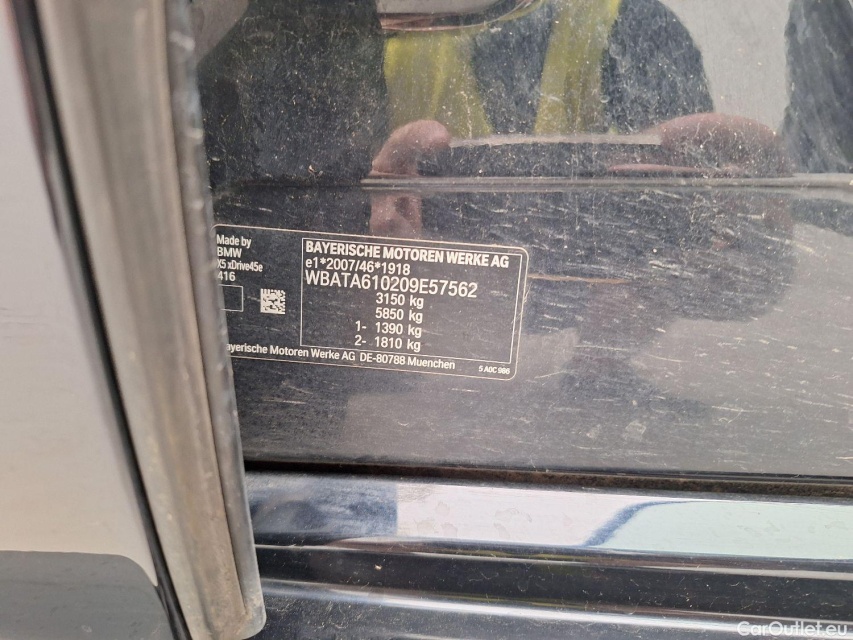 Made by
BMW
X5 xDrive45e
416
BAYERISCHE MOTOREN WERKE AG
e1*2007/46*1918
WBATA610209E57562
3150 kg
5850 kg
1- 1390 kg
2- 1810 kg
Bayerische Motoren Werke AG DE-80788 Muenchen
5 A0C 986
CarOutlet.eu